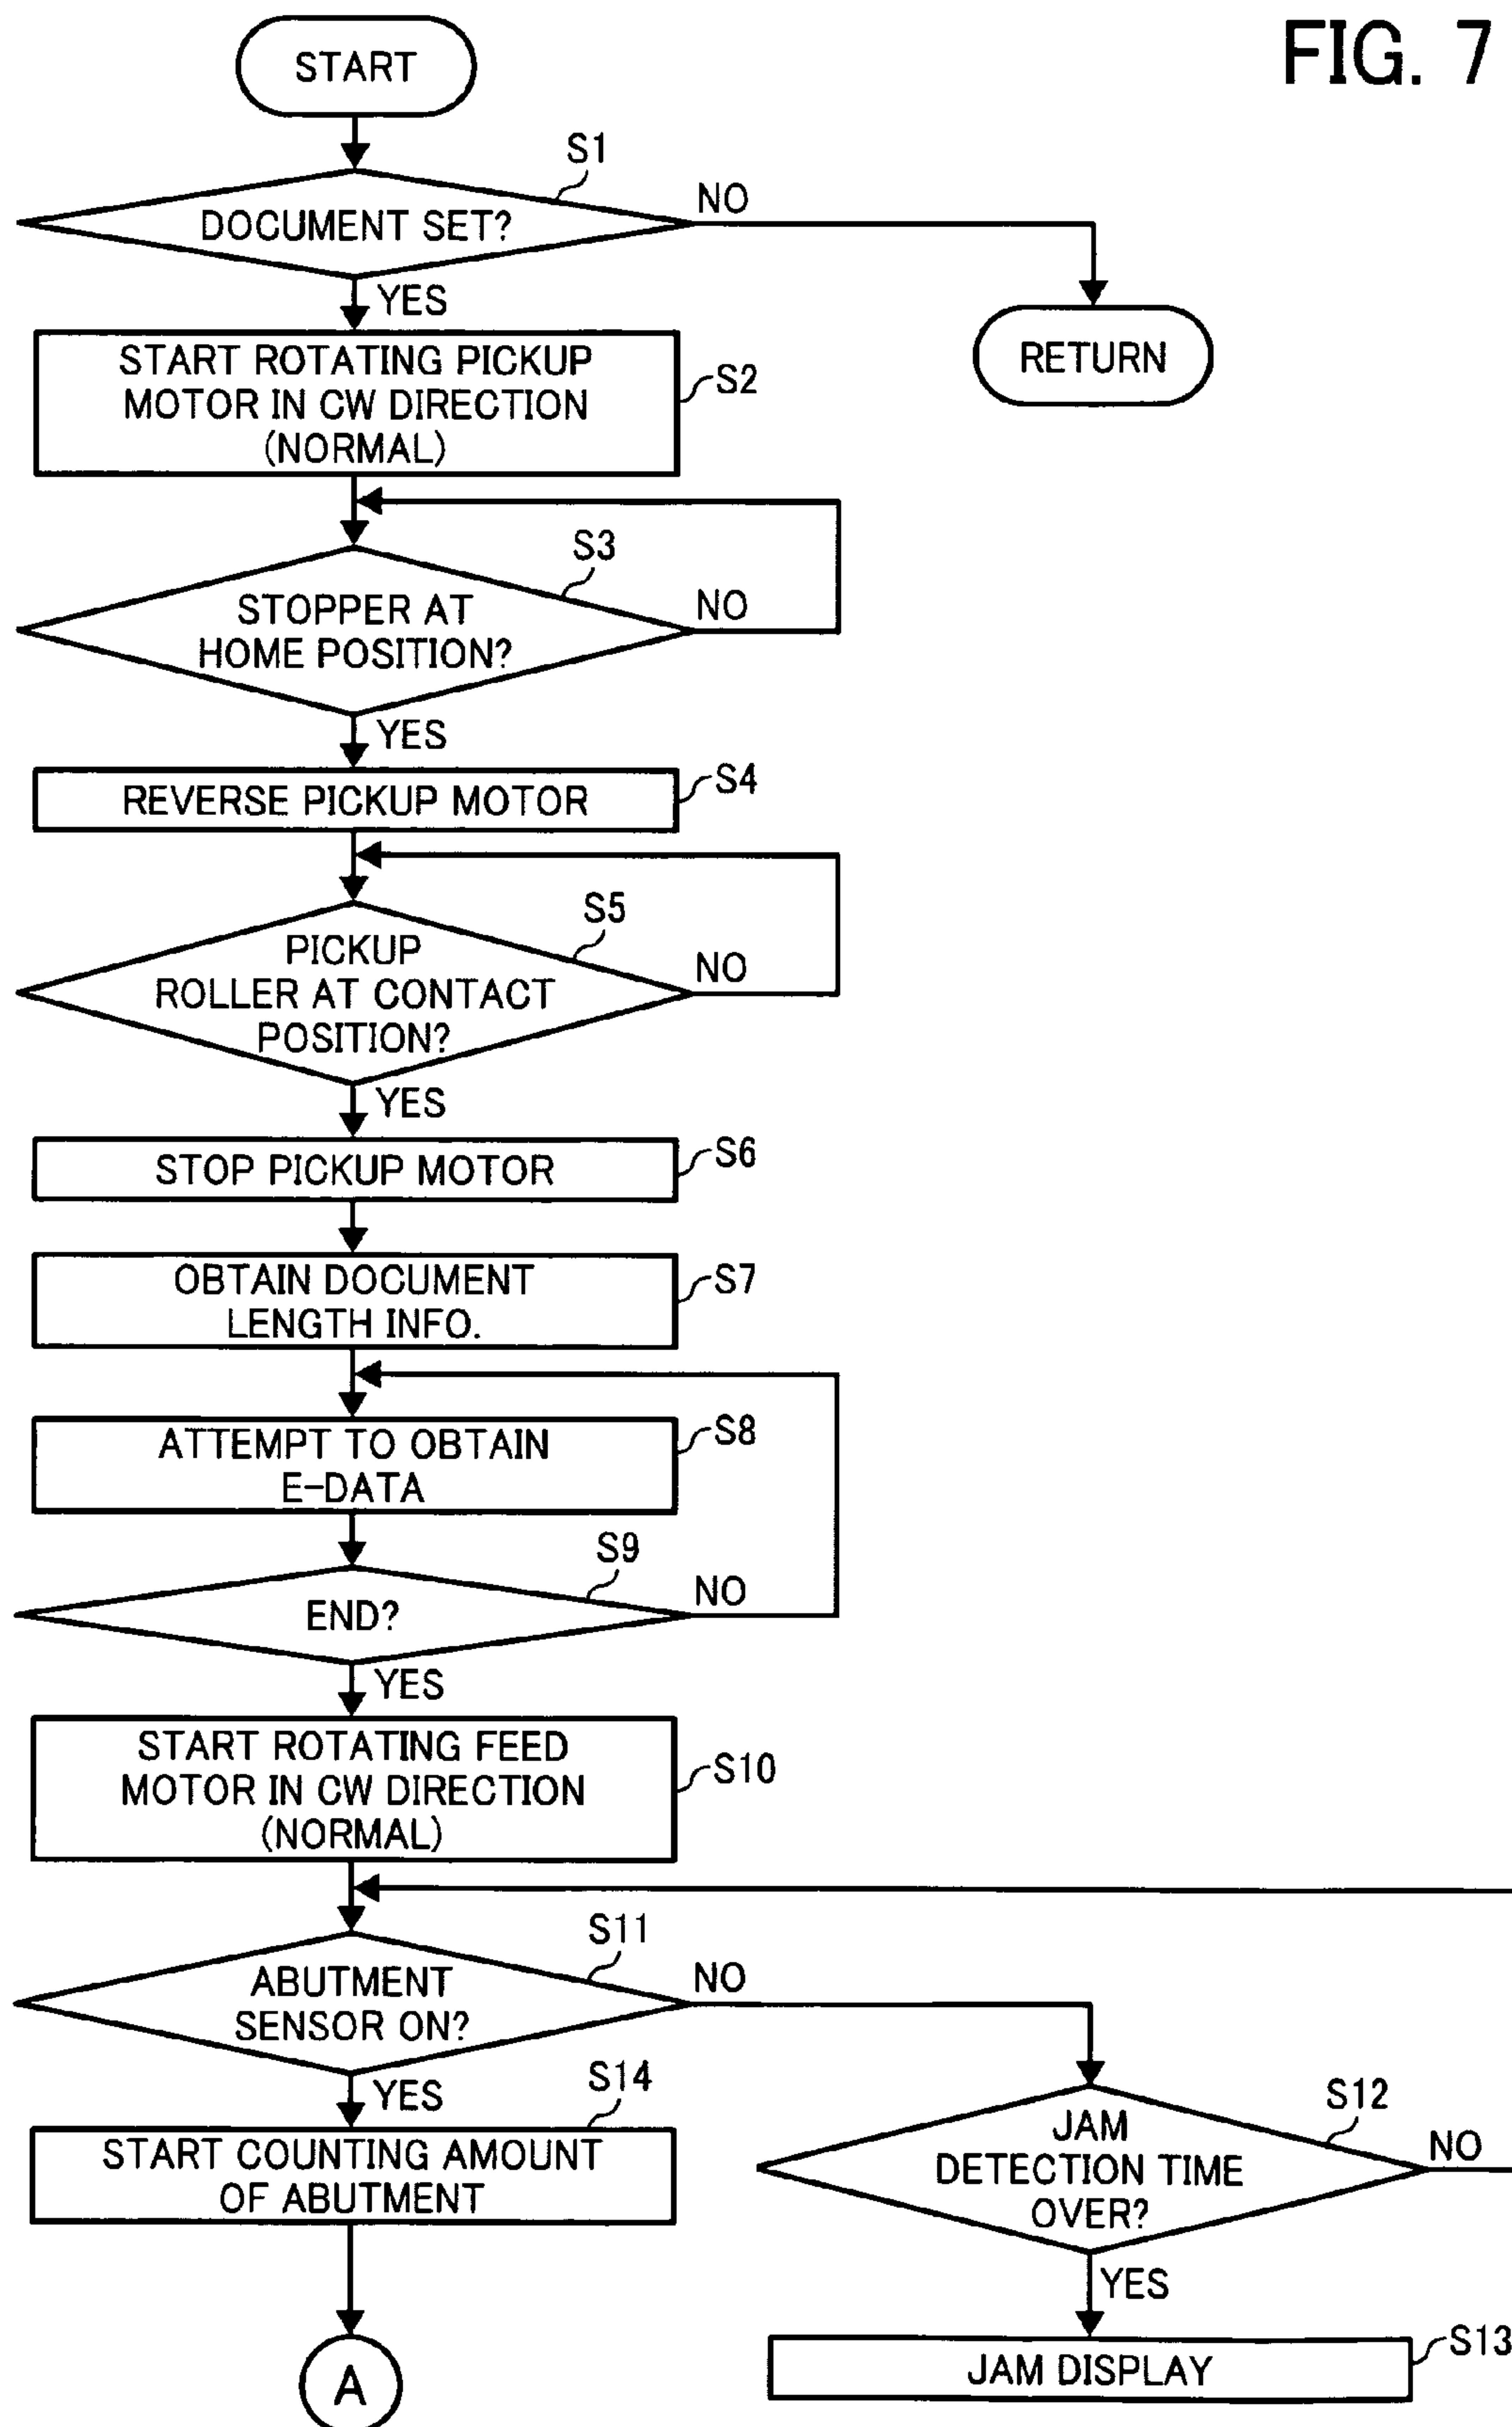 FIG. 7
START
S1
DOCUMENT SET?
NO
YES
RETURN
START ROTATING PICKUP
MOTOR IN CW DIRECTION
(NORMAL)
S2
S3
STOPPER AT
HOME POSITION?
NO
YES
REVERSE PICKUP MOTOR
S4
S5
PICKUP
ROLLER AT CONTACT
POSITION?
NO
YES
STOP PICKUP MOTOR
S6
OBTAIN DOCUMENT
LENGTH INFO.
S7
ATTEMPT TO OBTAIN
E-DATA
S8
S9
END?
NO
YES
START ROTATING FEED
MOTOR IN CW DIRECTION
(NORMAL)
S10
S11
ABUTMENT
SENSOR ON?
NO
YES
S14
START COUNTING AMOUNT
OF ABUTMENT
A
S12
JAM
DETECTION TIME
OVER?
NO
YES
JAM DISPLAY
S13